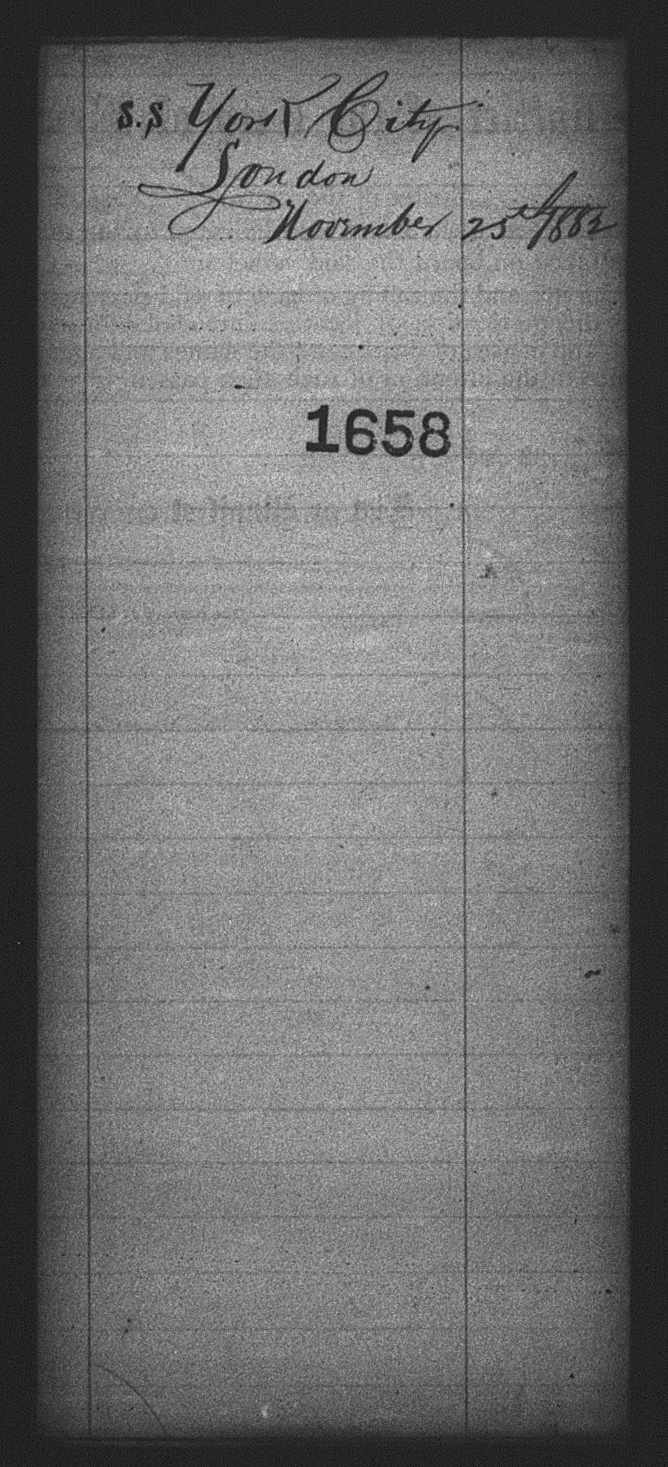 S.S York City
London
November 25th/1882
1658